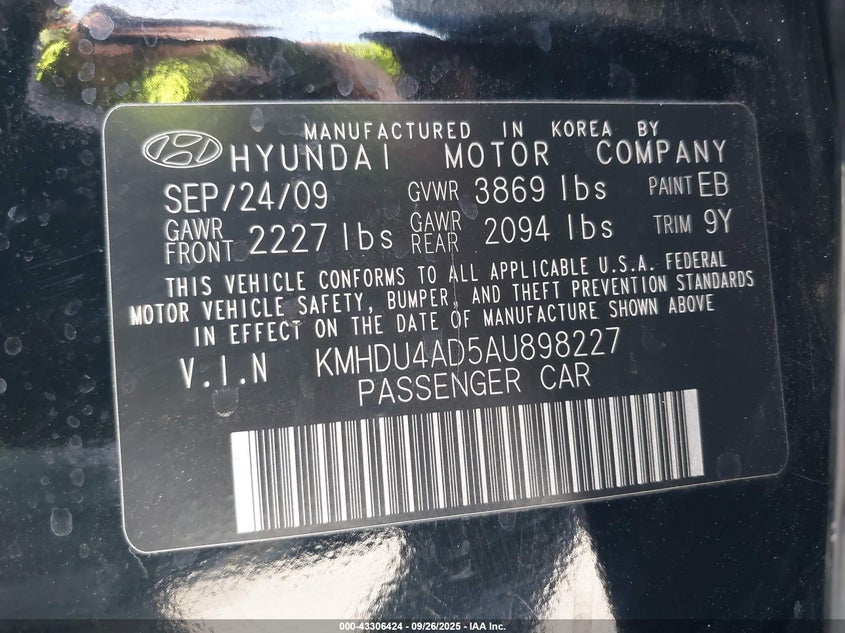 MANUFACTURED IN KOREA BY
HYUNDAI MOTOR COMPANY
SEP/24/09 GVWR 3869 lbs PAINT EB
GAWR FRONT 2227 lbs GAWR REAR 2094 lbs TRIM 9Y
THIS VEHICLE CONFORMS TO ALL APPLICABLE U.S.A. FEDERAL
MOTOR VEHICLE SAFETY, BUMPER, AND THEFT PREVENTION STANDARDS
IN EFFECT ON THE DATE OF MANUFACTURE SHOWN ABOVE
V.I.N KMHDU4AD5AU898227
PASSENGER CAR
000-43306424 - 09/26/2025 - IAA Inc.